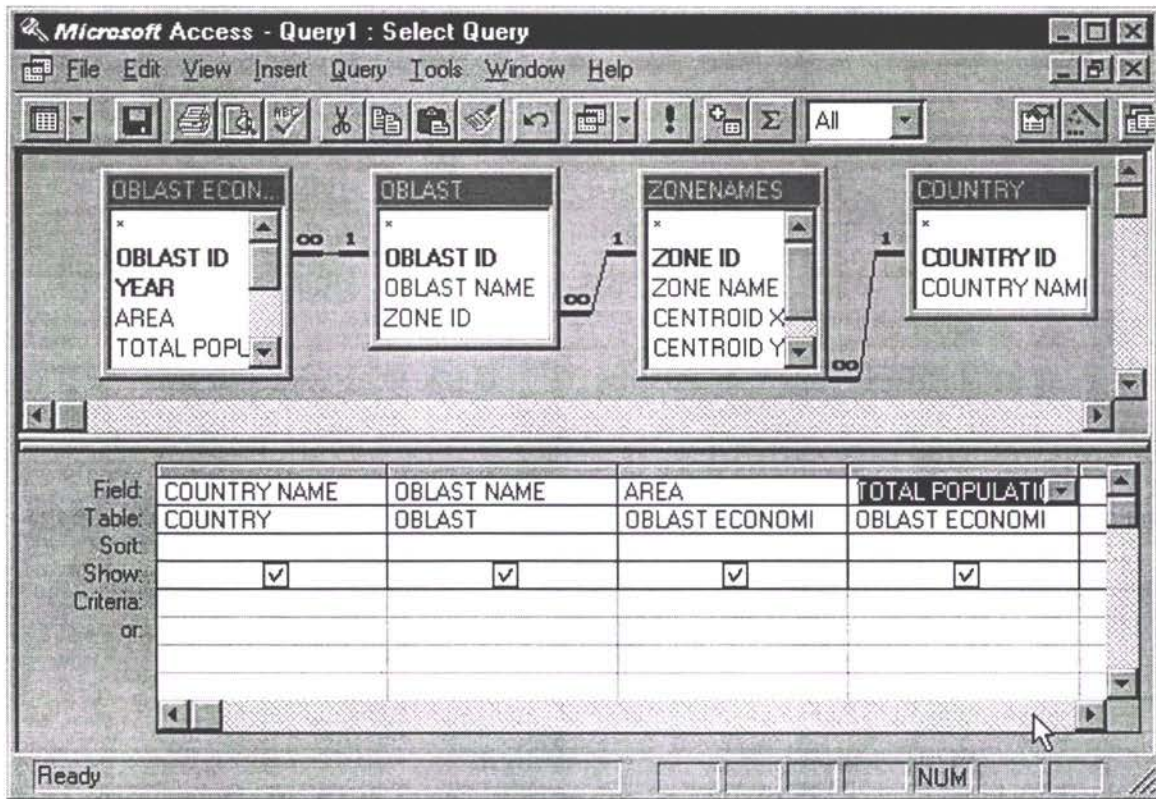 Microsoft Access - Query1 : Select Query
File Edit View Insert Query Tools Window Help
ABC All
OBLAST ECON...
*
OBLAST ID
YEAR
AREA
TOTAL POPU
∞ 1
OBLAST
*
OBLAST ID
OBLAST NAME
ZONE ID
∞ 1
ZONENAMES
*
ZONE ID
ZONE NAME
CENTROID X
CENTROID Y
∞ 1
COUNTRY
*
COUNTRY ID
COUNTRY NAM
Field: COUNTRY NAME OBLAST NAME AREA TOTAL POPULATI
Table: COUNTRY OBLAST OBLAST ECONOMI OBLAST ECONOMI
Sort:
Show:
Criteria:
or:
Ready NUM